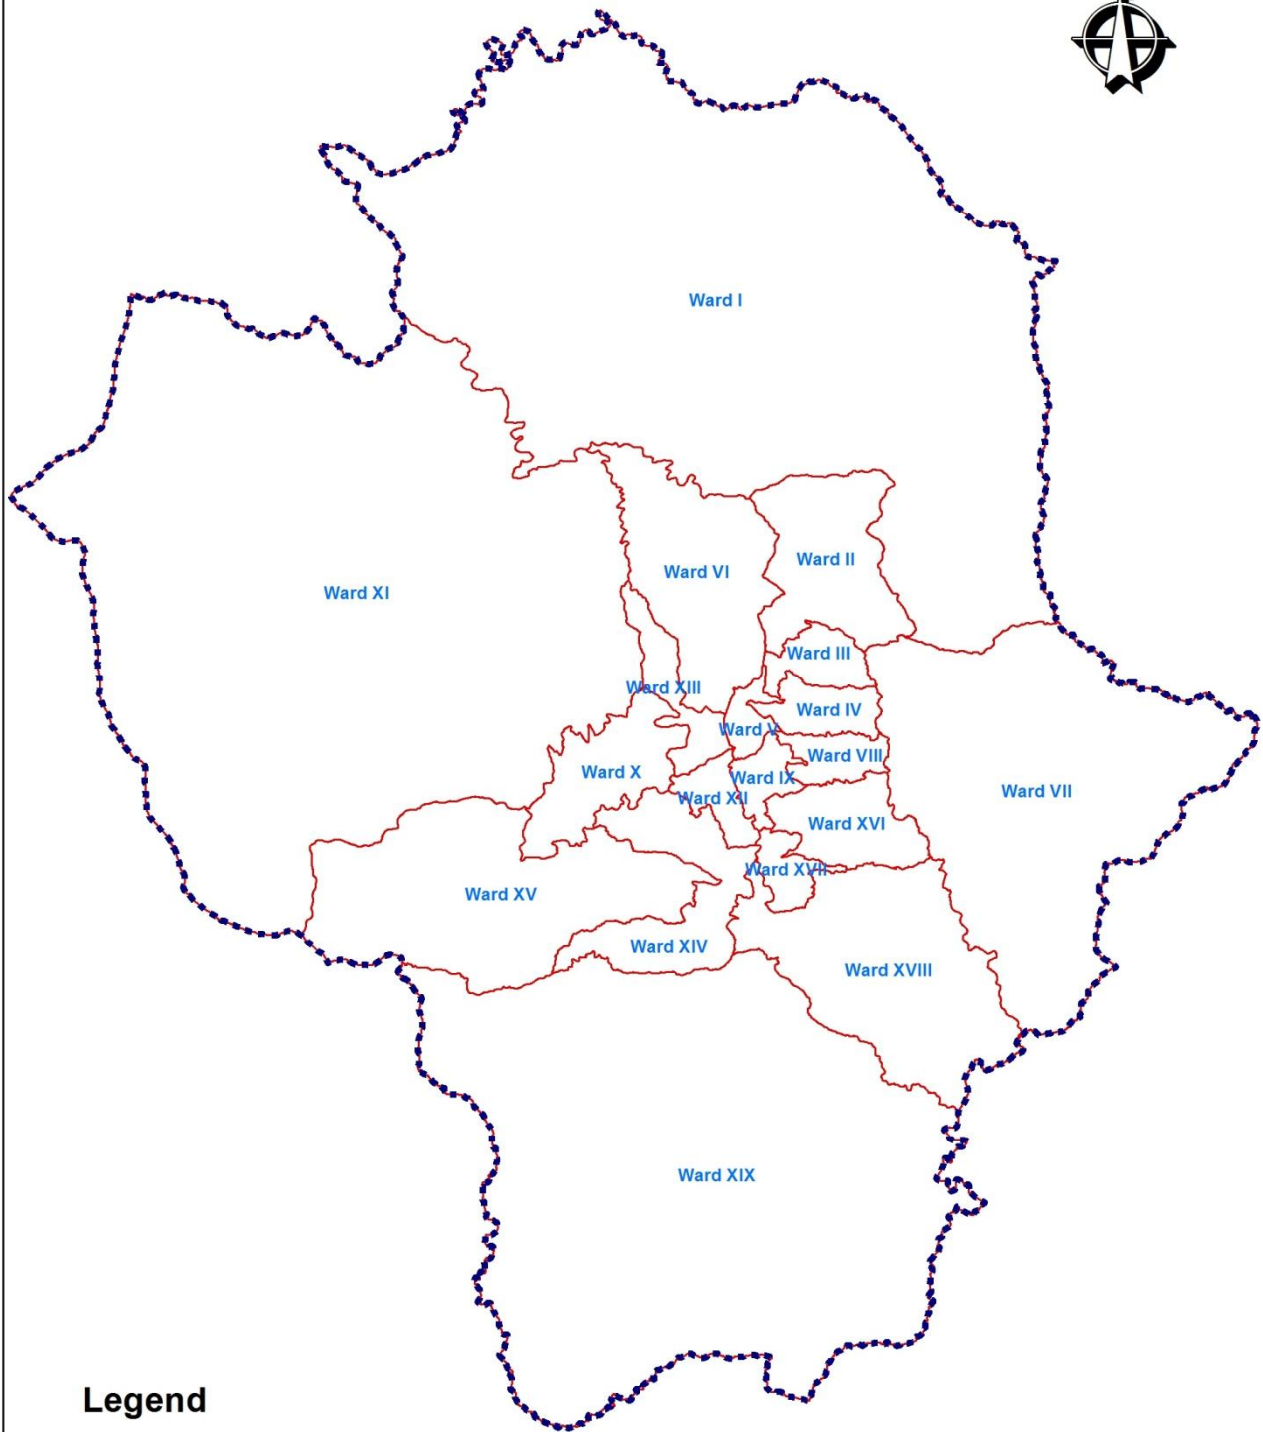 Ward I
Ward II
Ward VI
Ward XI
Ward III
Ward XIII
Ward IV
Ward V
Ward VIII
Ward X
Ward IX
Ward VII
Ward XII
Ward XVI
Ward XVII
Ward XV
Ward XIV
Ward XVIII
Ward XIX
Legend